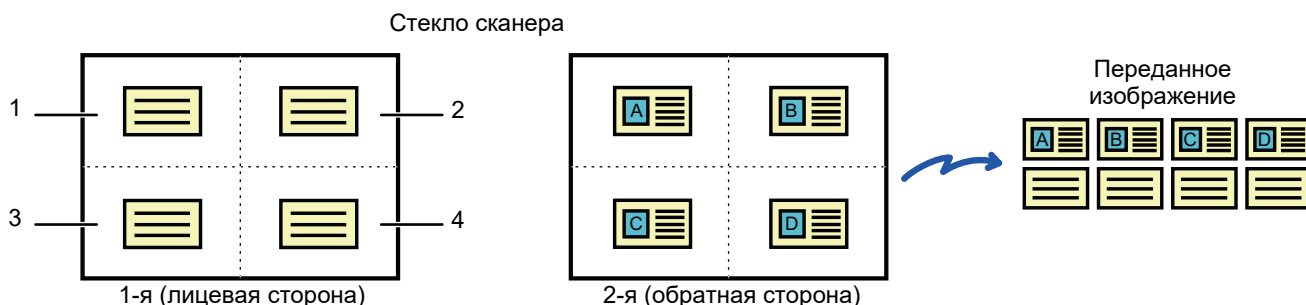 Стекло сканера
1
2
3
4
1-я (лицевая сторона)
A
B
C
D
2-я (обратная сторона)
Переданное
изображение
A
B
C
D